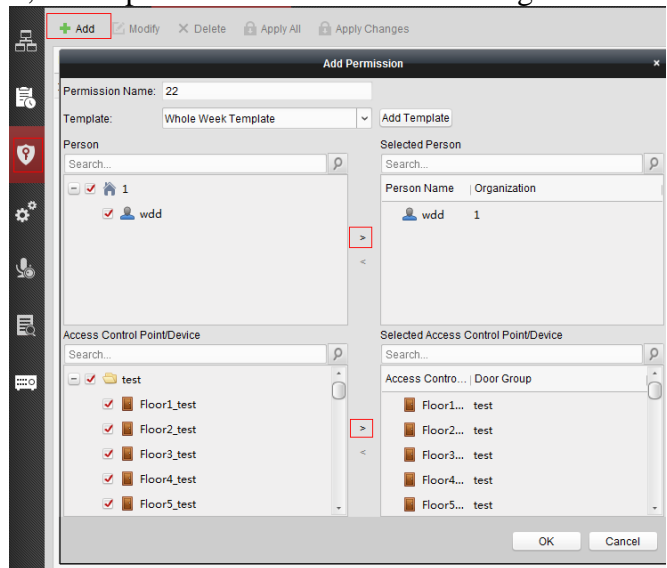 Add Modify Delete Apply All Apply Changes
Add Permission
Permission Name: 22
Template: Whole Week Template Add Template
Person Selected Person
Search... Search...
1 Person Name Organization
wdd wdd 1
>
<
Access Control Point/Device Selected Access Control Point/Device
Search... Search...
test Access Contro... Door Group
Floor1_test Floor1... test
Floor2_test > Floor2... test
Floor3_test < Floor3... test
Floor4_test Floor4... test
Floor5_test Floor5... test
OK Cancel